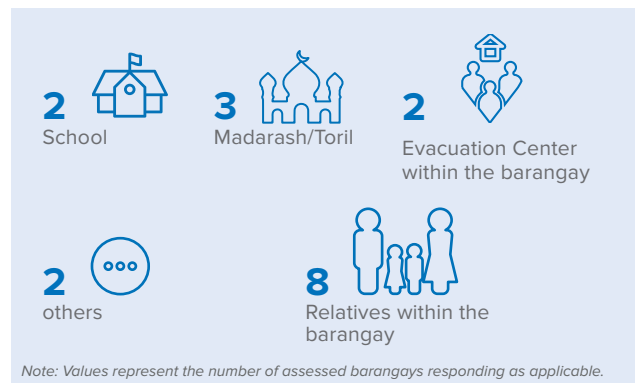 2
School
3
Madarash/Toril
2
Evacuation Center
within the barangay
2
others
8
Relatives within the
barangay
Note: Values represent the number of assessed barangays responding as applicable.